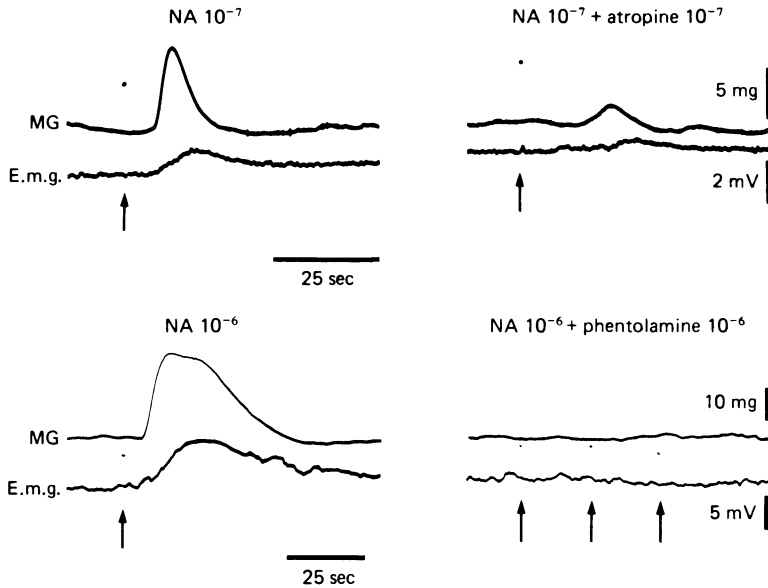 NA 10⁻⁷
NA 10⁻⁷ + atropine 10⁻⁷
5 mg
MG
E.m.g.
2 mV
25 sec
NA 10⁻⁶
NA 10⁻⁶ + phentolamine 10⁻⁶
10 mg
MG
E.m.g.
5 mV
25 sec